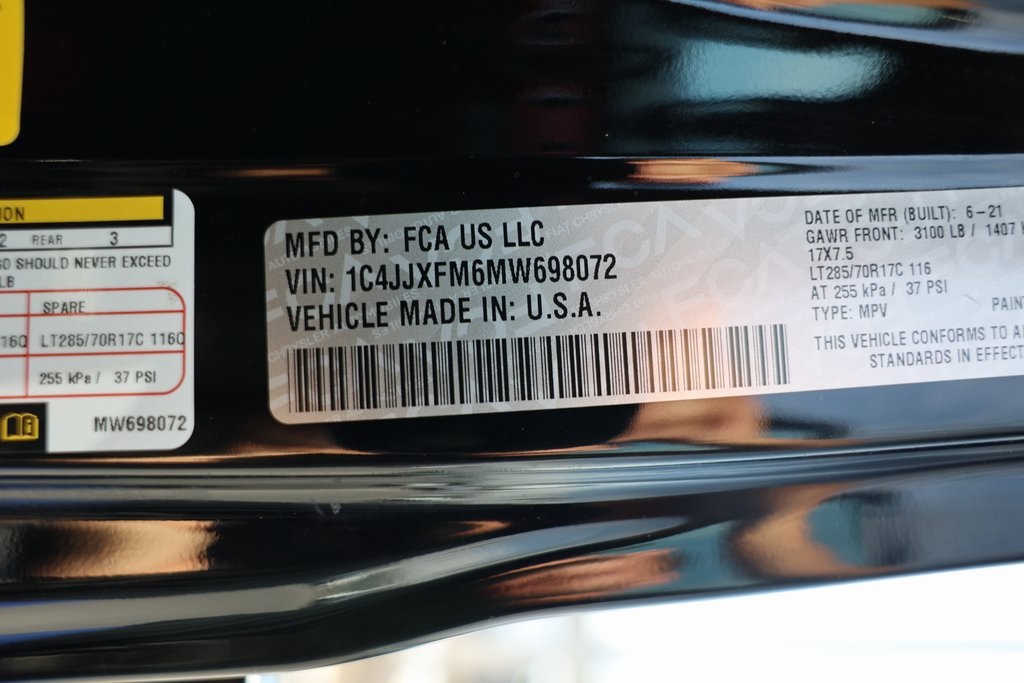 ION
2 REAR 3
SHOULD NEVER EXCEED
LB
SPARE
116Q LT285/70R17C 116Q
255 kPa / 37 PSI
MW698072
MFD BY: FCA US LLC
VIN: 1C4JJXFM6MW698072
VEHICLE MADE IN: U.S.A.
DATE OF MFR (BUILT): 6-21
GAWR FRONT: 3100 LB / 1407 K
17X7.5
LT285/70R17C 116
AT 255 kPa / 37 PSI
TYPE: MPV
PAIN
THIS VEHICLE CONFORMS TO
STANDARDS IN EFFECT